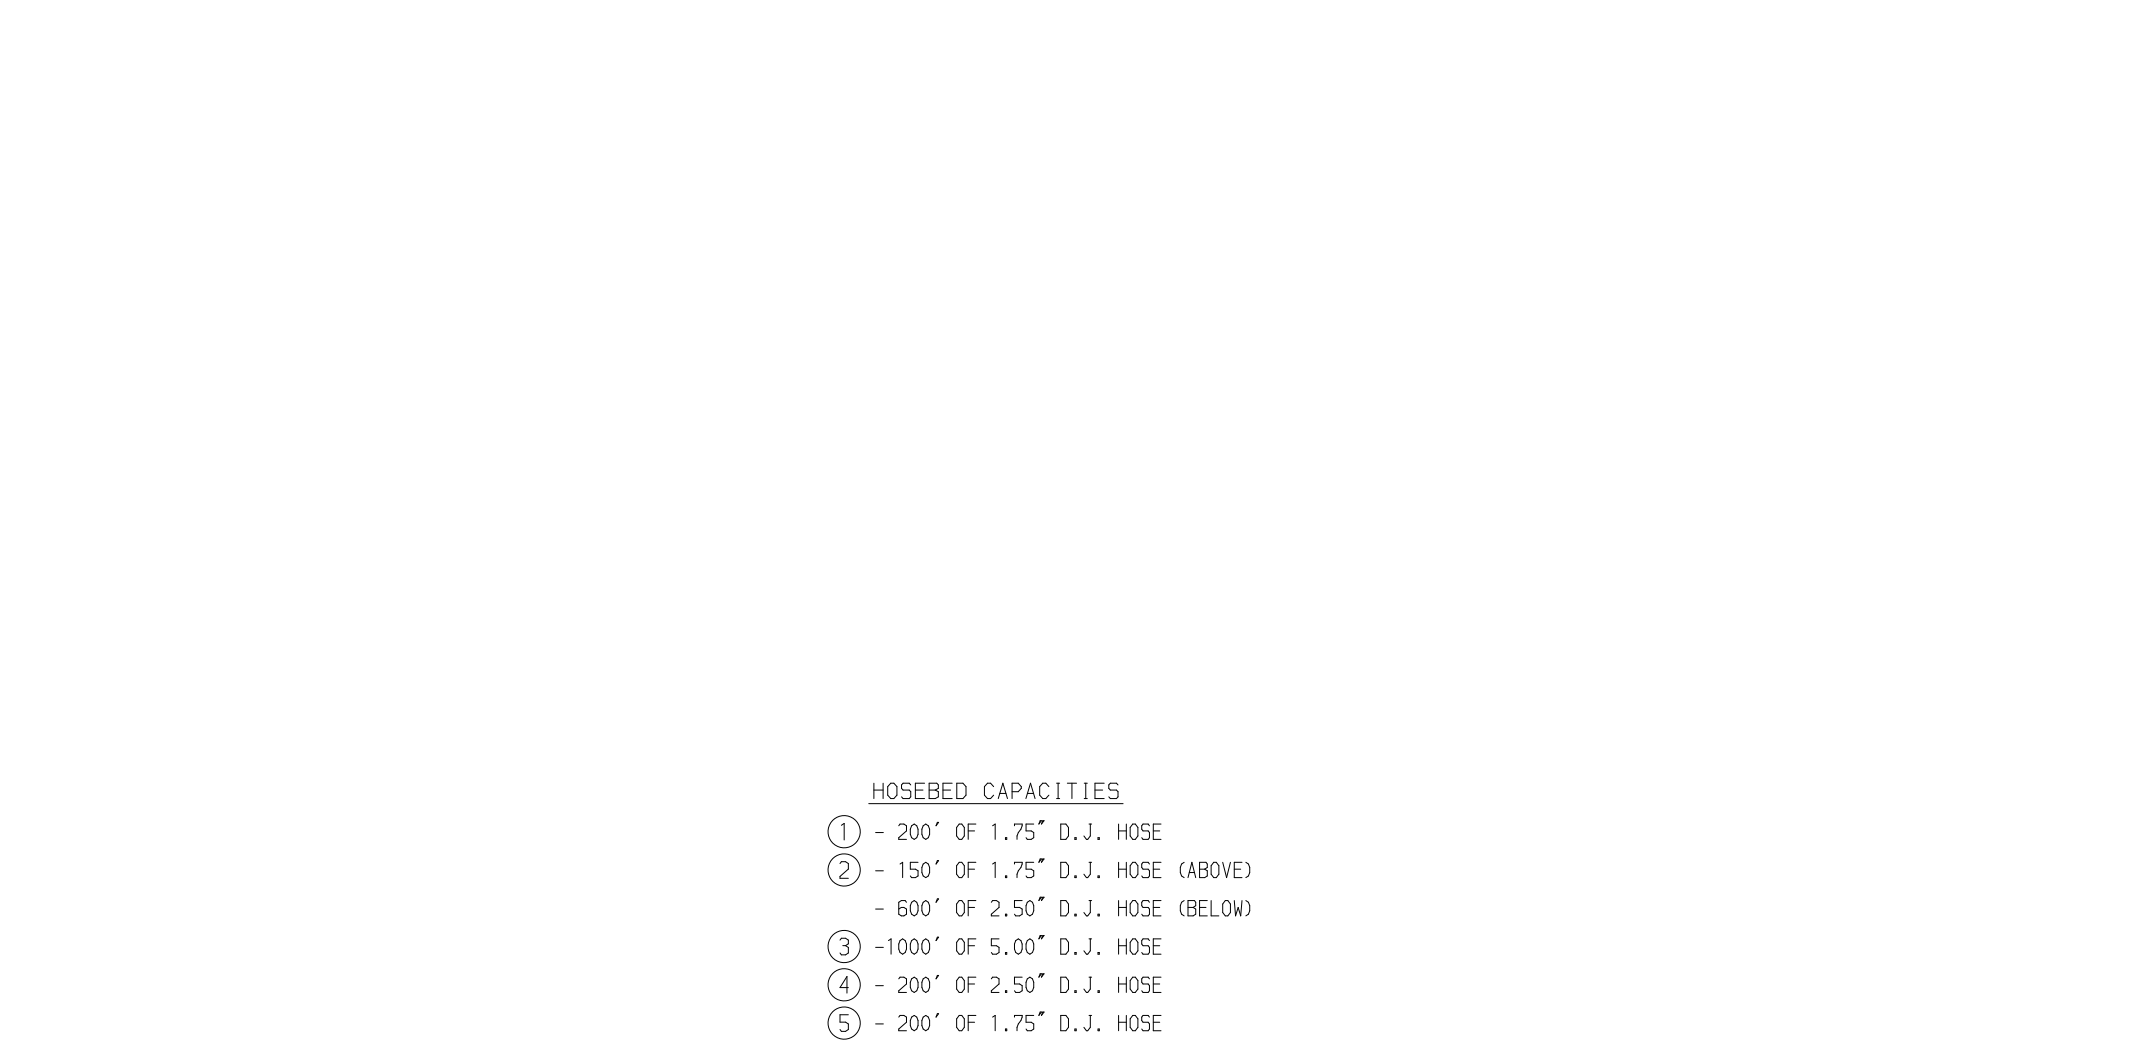 HOSEBED CAPACITIES
1 - 200' OF 1.75" D.J. HOSE
2 - 150' OF 1.75" D.J. HOSE (ABOVE)
- 600' OF 2.50" D.J. HOSE (BELOW)
3 -1000' OF 5.00" D.J. HOSE
4 - 200' OF 2.50" D.J. HOSE
5 - 200' OF 1.75" D.J. HOSE